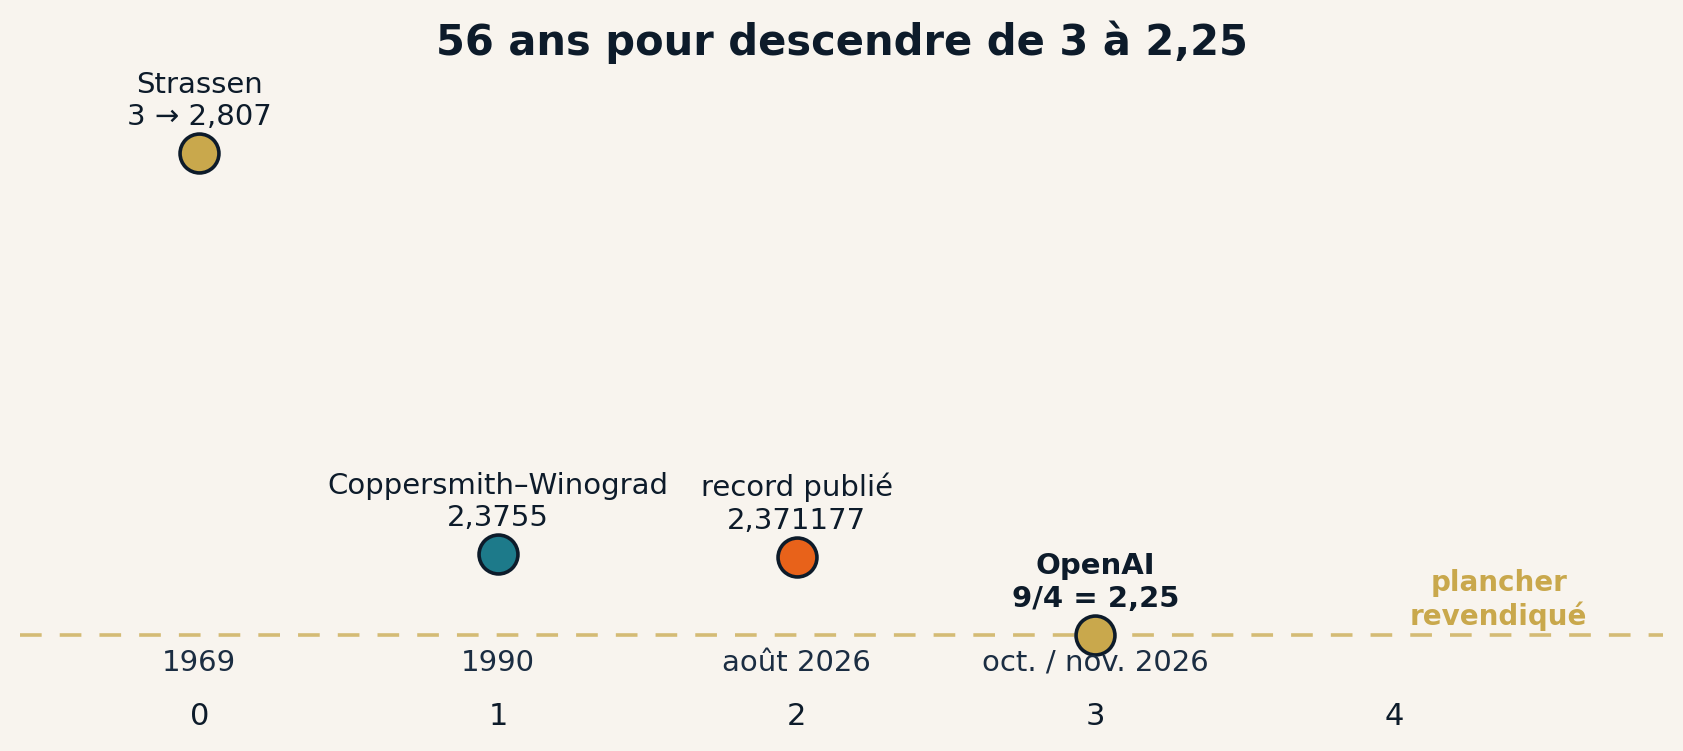 56 ans pour descendre de 3 à 2,25
Strassen
3 → 2,807
Coppersmith–Winograd
2,3755
record publié
2,371177
OpenAI
9/4 = 2,25
plancher
revendiqué
1969
1990
août 2026
oct. / nov. 2026
0
1
2
3
4